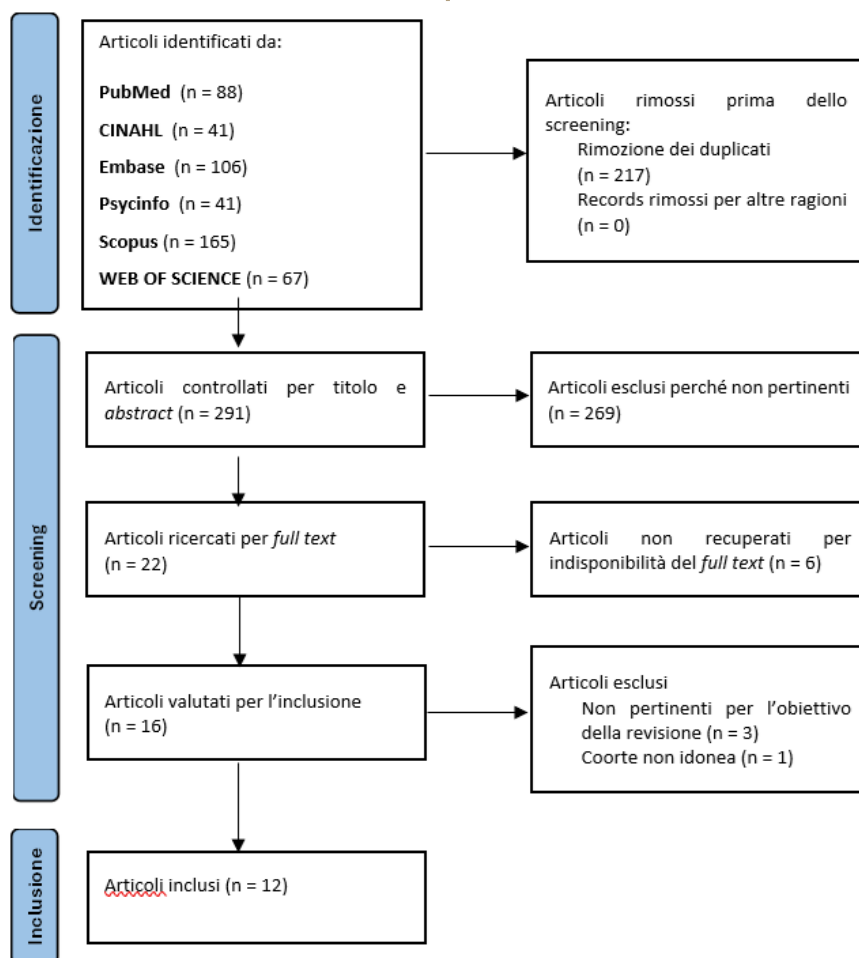 Identificazione
Articoli identificati da:
PubMed (n = 88)
CINAHL (n = 41)
Embase (n = 106)
Psycinfo (n = 41)
Scopus (n = 165)
WEB OF SCIENCE (n = 67)
Articoli rimossi prima dello
screening:
Rimozione dei duplicati
(n = 217)
Records rimossi per altre ragioni
(n = 0)
Screening
Articoli controllati per titolo e
abstract (n = 291)
Articoli esclusi perché non pertinenti
(n = 269)
Articoli ricercati per full text
(n = 22)
Articoli non recuperati per
indisponibilità del full text (n = 6)
Articoli valutati per l’inclusione
(n = 16)
Articoli esclusi
Non pertinenti per l’obiettivo
della revisione (n = 3)
Coorte non idonea (n = 1)
Inclusione
Articoli inclusi (n = 12)